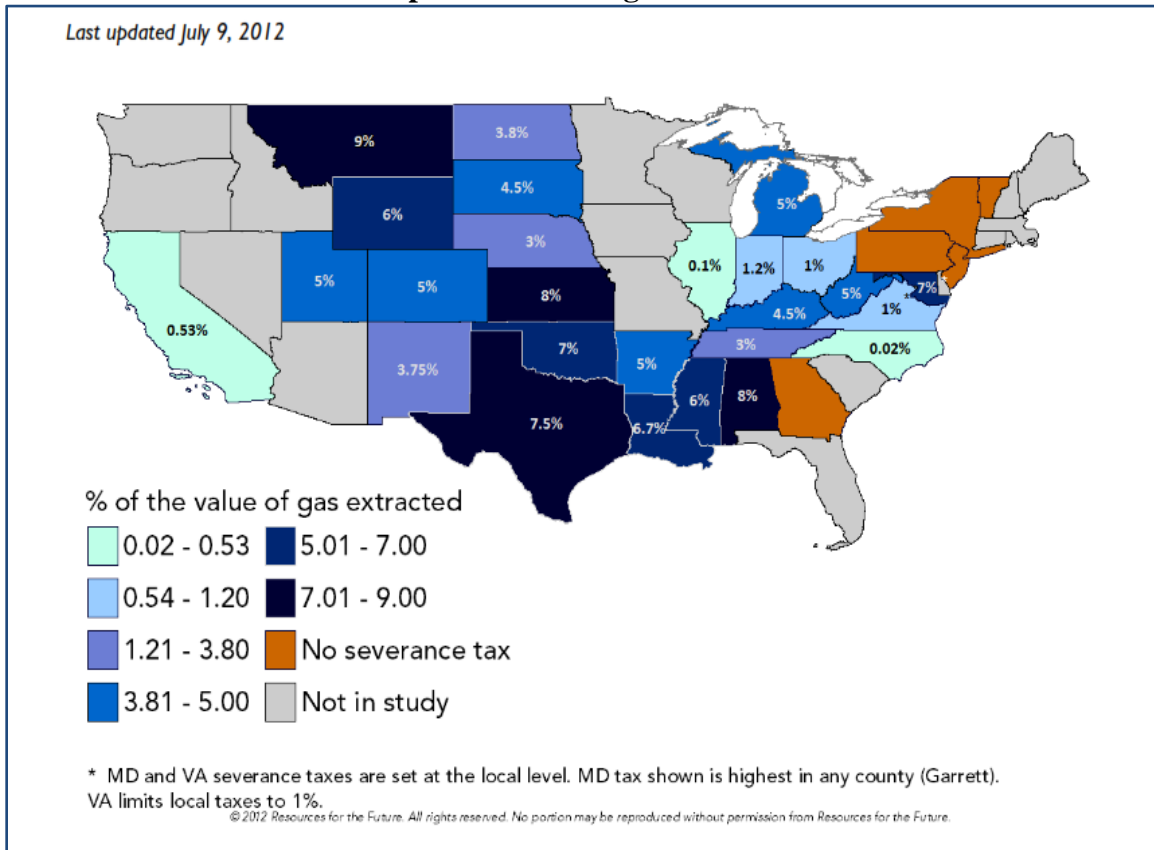 Last updated July 9, 2012
9%
3.8%
4.5%
6%
5%
3%
0.1%
1.2%
1%
5%
5%
8%
5%
7%
0.53%
4.5%
1%
3%
0.02%
3.75%
7%
5%
6%
8%
7.5%
6.7%
% of the value of gas extracted
0.02 - 0.53
5.01 - 7.00
0.54 - 1.20
7.01 - 9.00
1.21 - 3.80
No severance tax
3.81 - 5.00
Not in study
* MD and VA severance taxes are set at the local level. MD tax shown is highest in any county (Garrett).
VA limits local taxes to 1%.
© 2012 Resources for the Future. All rights reserved. No portion may be reproduced without permission from Resources for the Future.